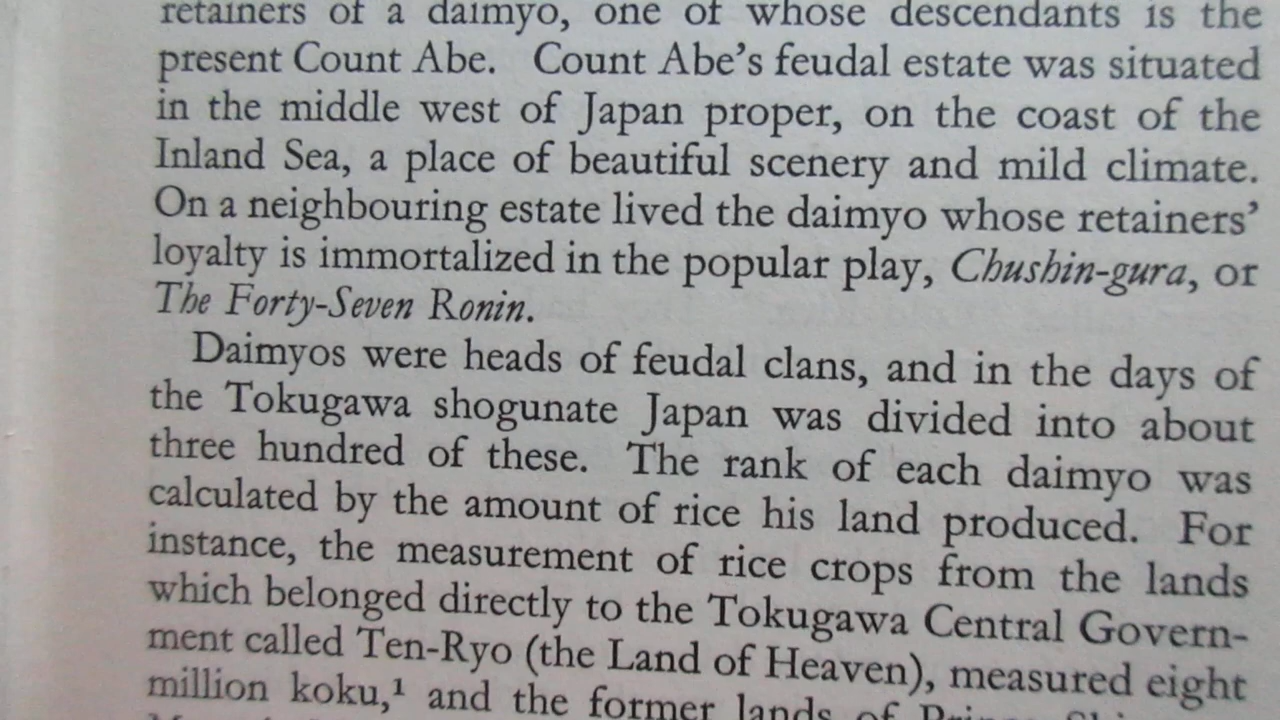 retainers of a daimyo, one of whose descendants is the
present Count Abe. Count Abe's feudal estate was situated
in the middle west of Japan proper, on the coast of the
Inland Sea, a place of beautiful scenery and mild climate.
On a neighbouring estate lived the daimyo whose retainers'
loyalty is immortalized in the popular play, Chushin-gura, or
The Forty-Seven Ronin.
Daimyos were heads of feudal clans, and in the days of
the Tokugawa shogunate Japan was divided into about
three hundred of these. The rank of each daimyo was
calculated by the amount of rice his land produced. For
instance, the measurement of rice crops from the lands
which belonged directly to the Tokugawa Central Govern-
ment called Ten-Ryo (the Land of Heaven), measured eight
million koku,¹ and the former lands of